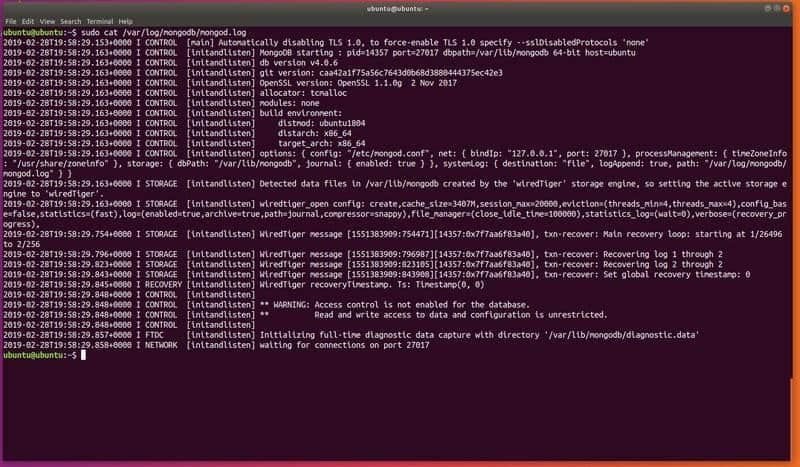 ubuntu@ubuntu: ~
File Edit View Search Terminal Help
ubuntu@ubuntu:~$ sudo cat /var/log/mongodb/mongod.log
2019-02-28T19:58:29.153+0000 I CONTROL  [main] Automatically disabling TLS 1.0, to force-enable TLS 1.0 specify --sslDisabledProtocols 'none'
2019-02-28T19:58:29.163+0000 I CONTROL  [initandlisten] MongoDB starting : pid=14357 port=27017 dbpath=/var/lib/mongodb 64-bit host=ubuntu
2019-02-28T19:58:29.163+0000 I CONTROL  [initandlisten] db version v4.0.6
2019-02-28T19:58:29.163+0000 I CONTROL  [initandlisten] git version: caa42a1f75a56c7643d0b68d3880444375ec42e3
2019-02-28T19:58:29.163+0000 I CONTROL  [initandlisten] OpenSSL version: OpenSSL 1.1.0g  2 Nov 2017
2019-02-28T19:58:29.163+0000 I CONTROL  [initandlisten] allocator: tcmalloc
2019-02-28T19:58:29.163+0000 I CONTROL  [initandlisten] modules: none
2019-02-28T19:58:29.163+0000 I CONTROL  [initandlisten] build environment:
2019-02-28T19:58:29.163+0000 I CONTROL  [initandlisten]     distmod: ubuntu1804
2019-02-28T19:58:29.163+0000 I CONTROL  [initandlisten]     distarch: x86_64
2019-02-28T19:58:29.163+0000 I CONTROL  [initandlisten]     target_arch: x86_64
2019-02-28T19:58:29.163+0000 I CONTROL  [initandlisten] options: { config: "/etc/mongod.conf", net: { bindIp: "127.0.0.1", port: 27017 }, processManagement: { timeZoneInfo
: "/usr/share/zoneinfo" }, storage: { dbPath: "/var/lib/mongodb", journal: { enabled: true } }, systemLog: { destination: "file", logAppend: true, path: "/var/log/mongodb/
mongod.log" } }
2019-02-28T19:58:29.163+0000 I STORAGE  [initandlisten] Detected data files in /var/lib/mongodb created by the 'wiredTiger' storage engine, so setting the active storage e
ngine to 'wiredTiger'.
2019-02-28T19:58:29.163+0000 I STORAGE  [initandlisten] wiredtiger_open config: create,cache_size=3407M,session_max=20000,eviction=(threads_min=4,threads_max=4),config_bas
e=false,statistics=(fast),log=(enabled=true,archive=true,path=journal,compressor=snappy),file_manager=(close_idle_time=100000),statistics_log=(wait=0),verbose=(recovery_pr
ogress),
2019-02-28T19:58:29.754+0000 I STORAGE  [initandlisten] WiredTiger message [1551383909:754471][14357:0x7f7aa6f83a40], txn-recover: Main recovery loop: starting at 1/26496
to 2/256
2019-02-28T19:58:29.796+0000 I STORAGE  [initandlisten] WiredTiger message [1551383909:796987][14357:0x7f7aa6f83a40], txn-recover: Recovering log 1 through 2
2019-02-28T19:58:29.823+0000 I STORAGE  [initandlisten] WiredTiger message [1551383909:823105][14357:0x7f7aa6f83a40], txn-recover: Recovering log 2 through 2
2019-02-28T19:58:29.843+0000 I STORAGE  [initandlisten] WiredTiger message [1551383909:843908][14357:0x7f7aa6f83a40], txn-recover: Set global recovery timestamp: 0
2019-02-28T19:58:29.845+0000 I RECOVERY [initandlisten] WiredTiger recoveryTimestamp. Ts: Timestamp(0, 0)
2019-02-28T19:58:29.848+0000 I CONTROL  [initandlisten]
2019-02-28T19:58:29.848+0000 I CONTROL  [initandlisten] ** WARNING: Access control is not enabled for the database.
2019-02-28T19:58:29.848+0000 I CONTROL  [initandlisten] **          Read and write access to data and configuration is unrestricted.
2019-02-28T19:58:29.848+0000 I CONTROL  [initandlisten]
2019-02-28T19:58:29.857+0000 I FTDC     [initandlisten] Initializing full-time diagnostic data capture with directory '/var/lib/mongodb/diagnostic.data'
2019-02-28T19:58:29.858+0000 I NETWORK  [initandlisten] waiting for connections on port 27017
ubuntu@ubuntu:~$